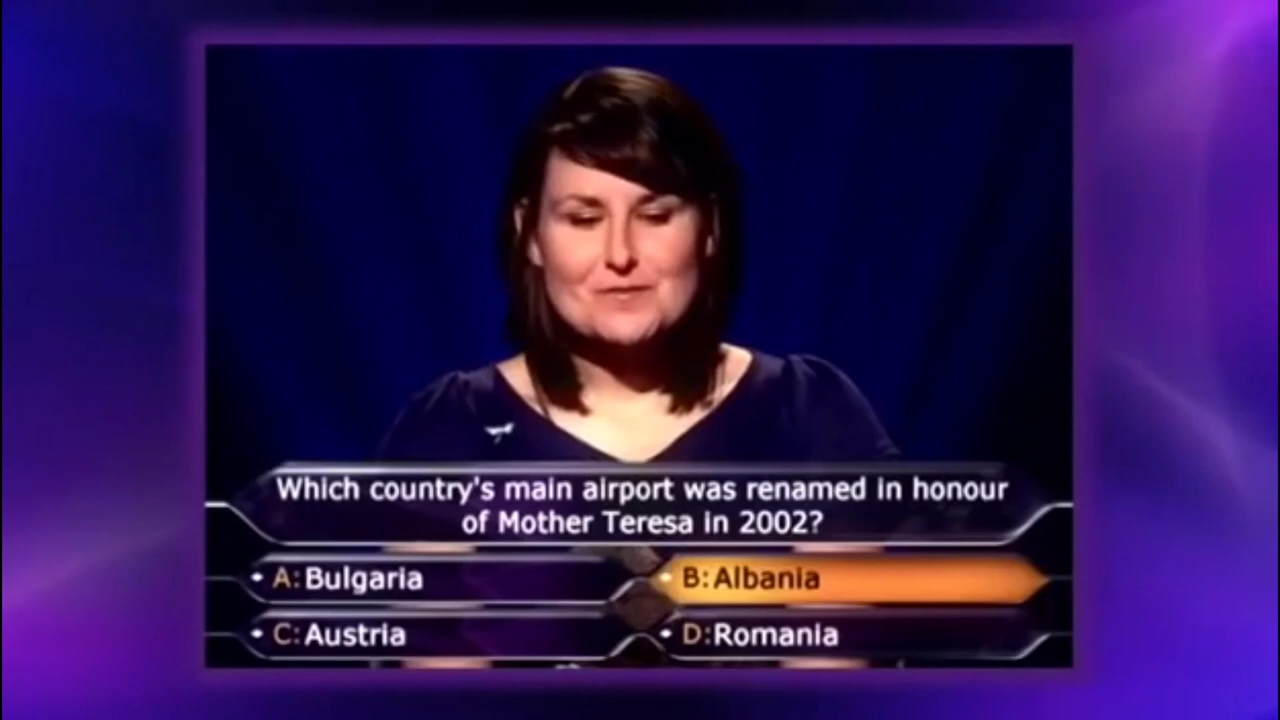 Which country's main airport was renamed in honour
of Mother Teresa in 2002?
A: Bulgaria
B: Albania
C: Austria
D: Romania